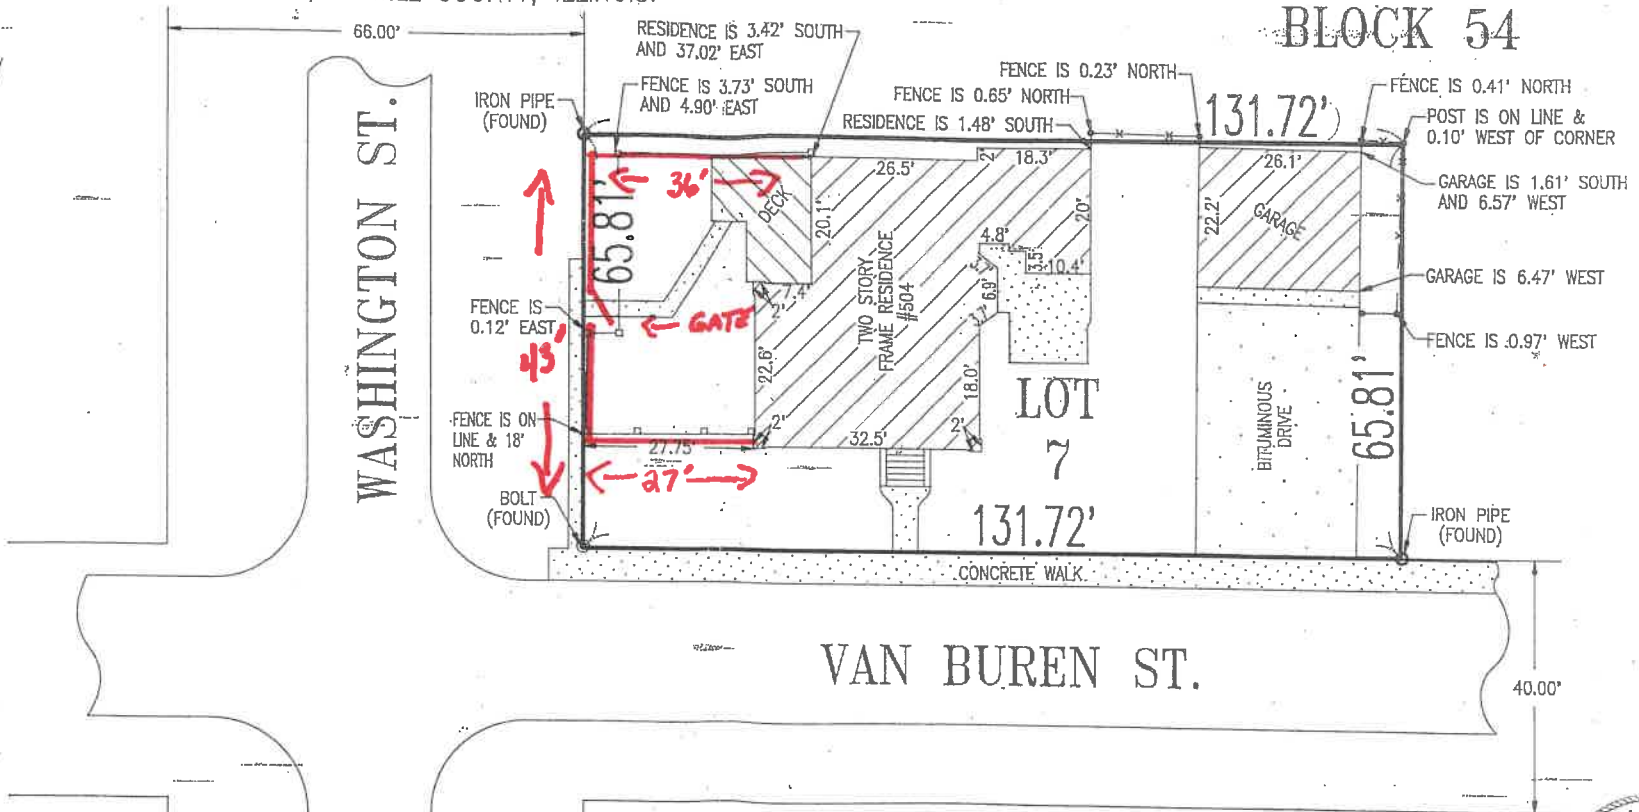 BLOCK 54
66.00'
RESIDENCE IS 3.42' SOUTH
AND 37.02' EAST
FENCE IS 3.73' SOUTH
AND 4.90' EAST
IRON PIPE
(FOUND)
FENCE IS 0.23' NORTH
FENCE IS 0.65' NORTH
RESIDENCE IS 1.48' SOUTH
131.72'
FENCE IS 0.41' NORTH
POST IS ON LINE &
0.10' WEST OF CORNER
GARAGE IS 1.61' SOUTH
AND 6.57' WEST
GARAGE IS 6.47' WEST
FENCE IS 0.97' WEST
WASHINGTON ST.
65.81'
36'
DECK
20.1'
26.5'
2'
18.3'
20'
4.8'
3.5'
10.4'
6.9'
3.7'
26.1'
22.2'
GARAGE
FENCE IS
0.12' EAST
43'
GATE
7.4'
2'
22.6'
TWO STORY
FRAME RESIDENCE
#504
18.0'
LOT
7
BITUMINOUS
DRIVE
65.81'
FENCE IS ON
LINE & 18'
NORTH
27.75'
2'
32.5'
2'
27'
BOLT
(FOUND)
131.72'
IRON PIPE
(FOUND)
CONCRETE WALK
VAN BUREN ST.
40.00'